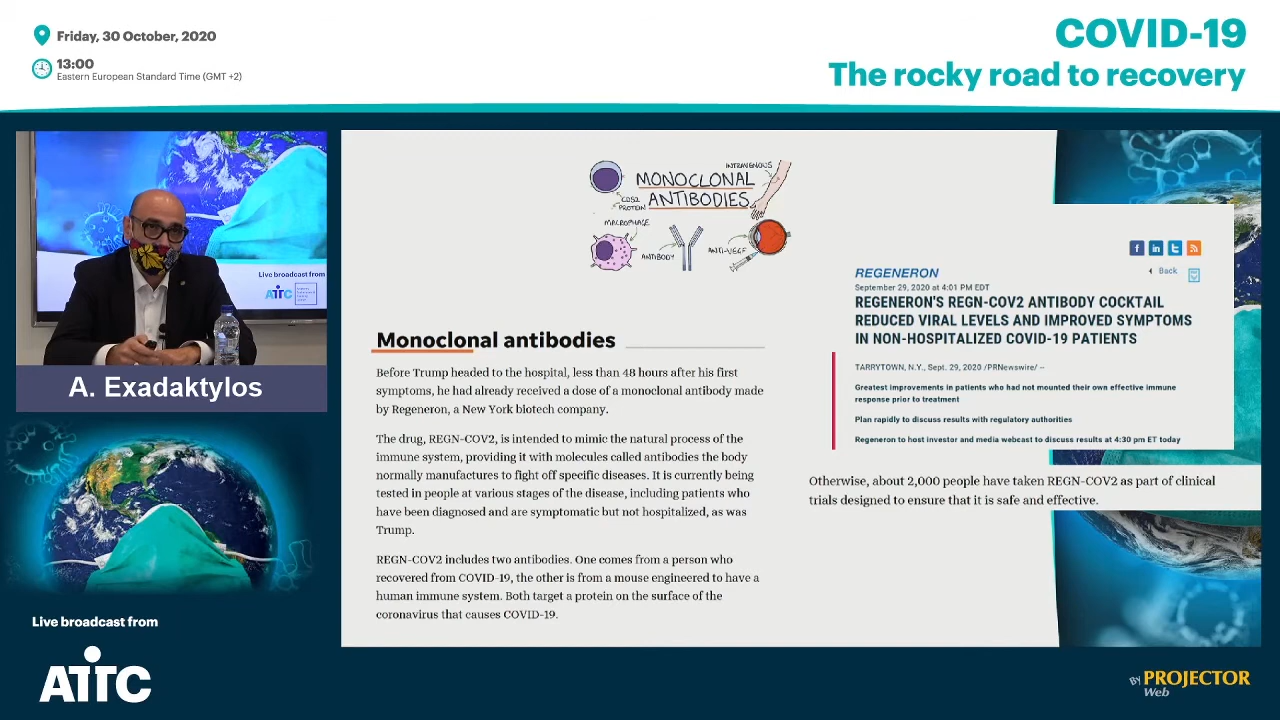 Friday, 30 October, 2020
13:00
Eastern European Standard Time (GMT +2)
COVID-19
The rocky road to recovery
Live broadcast from
ATTC
A. Exadaktylos
Live broadcast from
ATTC
INTRAVENOUS
MONOCLONAL
ANTIBODIES
CD52
PROTEIN
MACROPHAGE
ANTIBODY
ANTI-VEGF
Monoclonal antibodies
Before Trump headed to the hospital, less than 48 hours after his first
symptoms, he had already received a dose of a monoclonal antibody made
by Regeneron, a New York biotech company.
The drug, REGN-COV2, is intended to mimic the natural process of the
immune system, providing it with molecules called antibodies the body
normally manufactures to fight off specific diseases. It is currently being
tested in people at various stages of the disease, including patients who
have been diagnosed and are symptomatic but not hospitalized, as was
Trump.
REGN-COV2 includes two antibodies. One comes from a person who
recovered from COVID-19, the other is from a mouse engineered to have a
human immune system. Both target a protein on the surface of the
coronavirus that causes COVID-19.
Back
REGENERON
September 29, 2020 at 4:01 PM EDT
REGENERON'S REGN-COV2 ANTIBODY COCKTAIL
REDUCED VIRAL LEVELS AND IMPROVED SYMPTOMS
IN NON-HOSPITALIZED COVID-19 PATIENTS
TARRYTOWN, N.Y., Sept. 29, 2020 /PRNewswire/ --
Greatest improvements in patients who had not mounted their own effective immune
response prior to treatment
Plan rapidly to discuss results with regulatory authorities
Regeneron to host investor and media webcast to discuss results at 4:30 pm ET today
Otherwise, about 2,000 people have taken REGN-COV2 as part of clinical
trials designed to ensure that it is safe and effective.
By PROJECTOR
Web